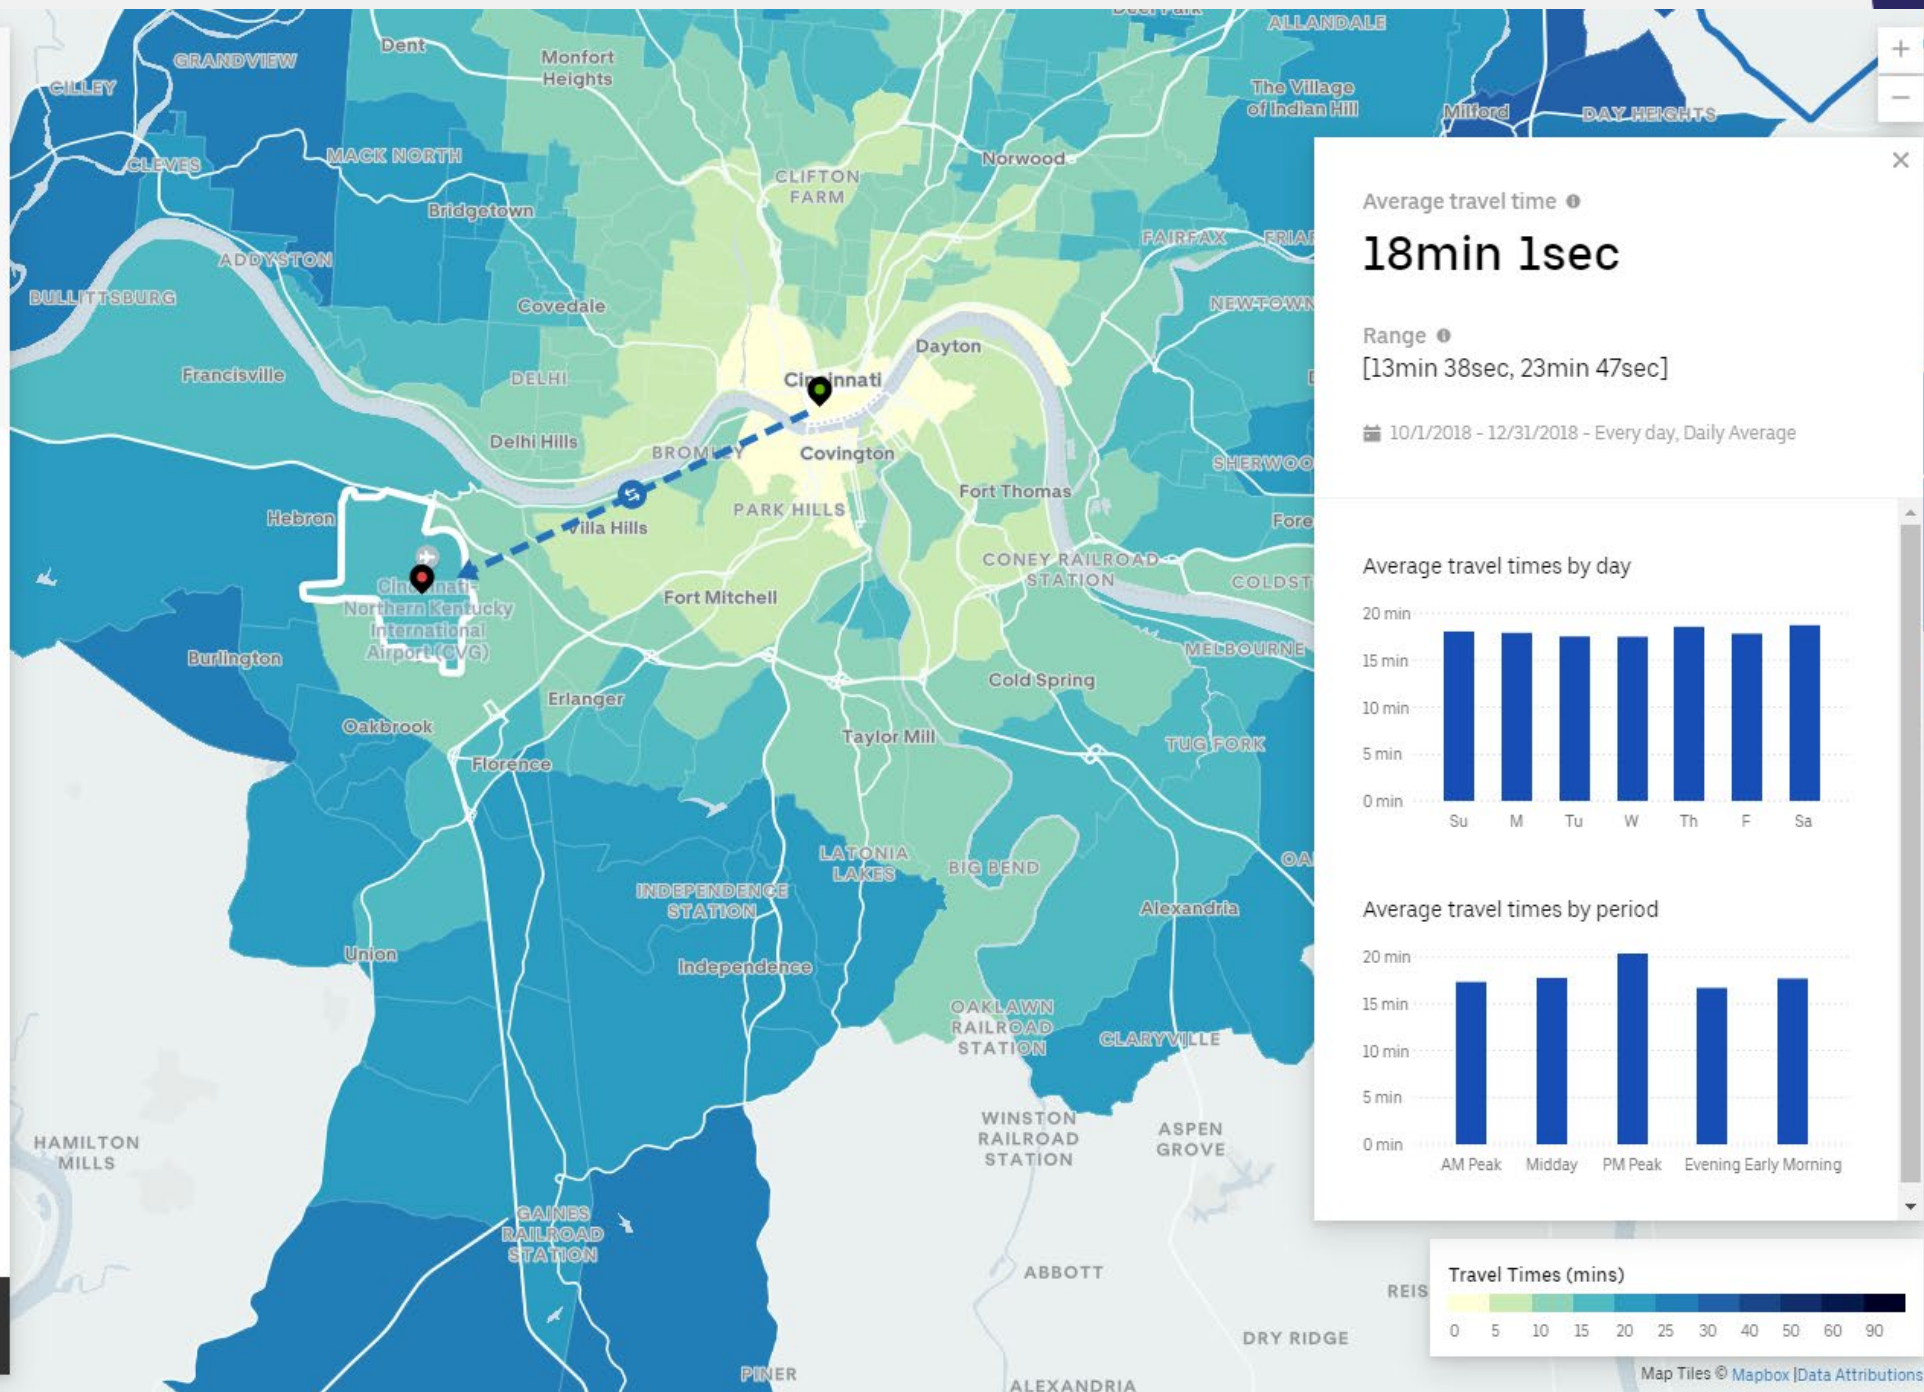 GRANDVIEW
Dent
Monfort
Heights
ALLANDALE
CILLEY
The Village
of Indian Hill
Milford
DAY HEIGHTS
CLEVES
MACK NORTH
CLIFTON
FARM
Norwood
Bridgetown
FAIRFAX
ADDYSTON
BULLITTSBURG
Covedale
NEWTOWN
Dayton
Francisville
DELHI
Cincinnati
Delhi Hills
BROMLEY
Covington
SHERWOO
Fort Thomas
PARK HILLS
Hebron
Villa Hills
Fore
CONEY RAILROAD
STATION
COLDST
Cincinnati-
Northern Kentucky
International
Airport (CVG)
Fort Mitchell
Burlington
MELBOURNE
Cold Spring
Erlanger
Oakbrook
Taylor Mill
TUG FORK
Florence
LATONIA
LAKES
BIG BEND
OA
INDEPENDENCE
STATION
Alexandria
Union
Independence
OAKLAWN
RAILROAD
STATION
CLARYVILLE
HAMILTON
MILLS
WINSTON
RAILROAD
STATION
ASPEN
GROVE
GAINES
RAILROAD
STATION
ABBOTT
REIS
DRY RIDGE
PINER
ALEXANDRIA
+
−
×
Average travel time
18min 1sec
Range
[13min 38sec, 23min 47sec]
10/1/2018 - 12/31/2018 - Every day, Daily Average
Average travel times by day
20 min
15 min
10 min
5 min
0 min
Su M Tu W Th F Sa
Average travel times by period
20 min
15 min
10 min
5 min
0 min
AM Peak Midday PM Peak Evening Early Morning
Travel Times (mins)
0 5 10 15 20 25 30 40 50 60 90
Map Tiles © Mapbox |Data Attributions